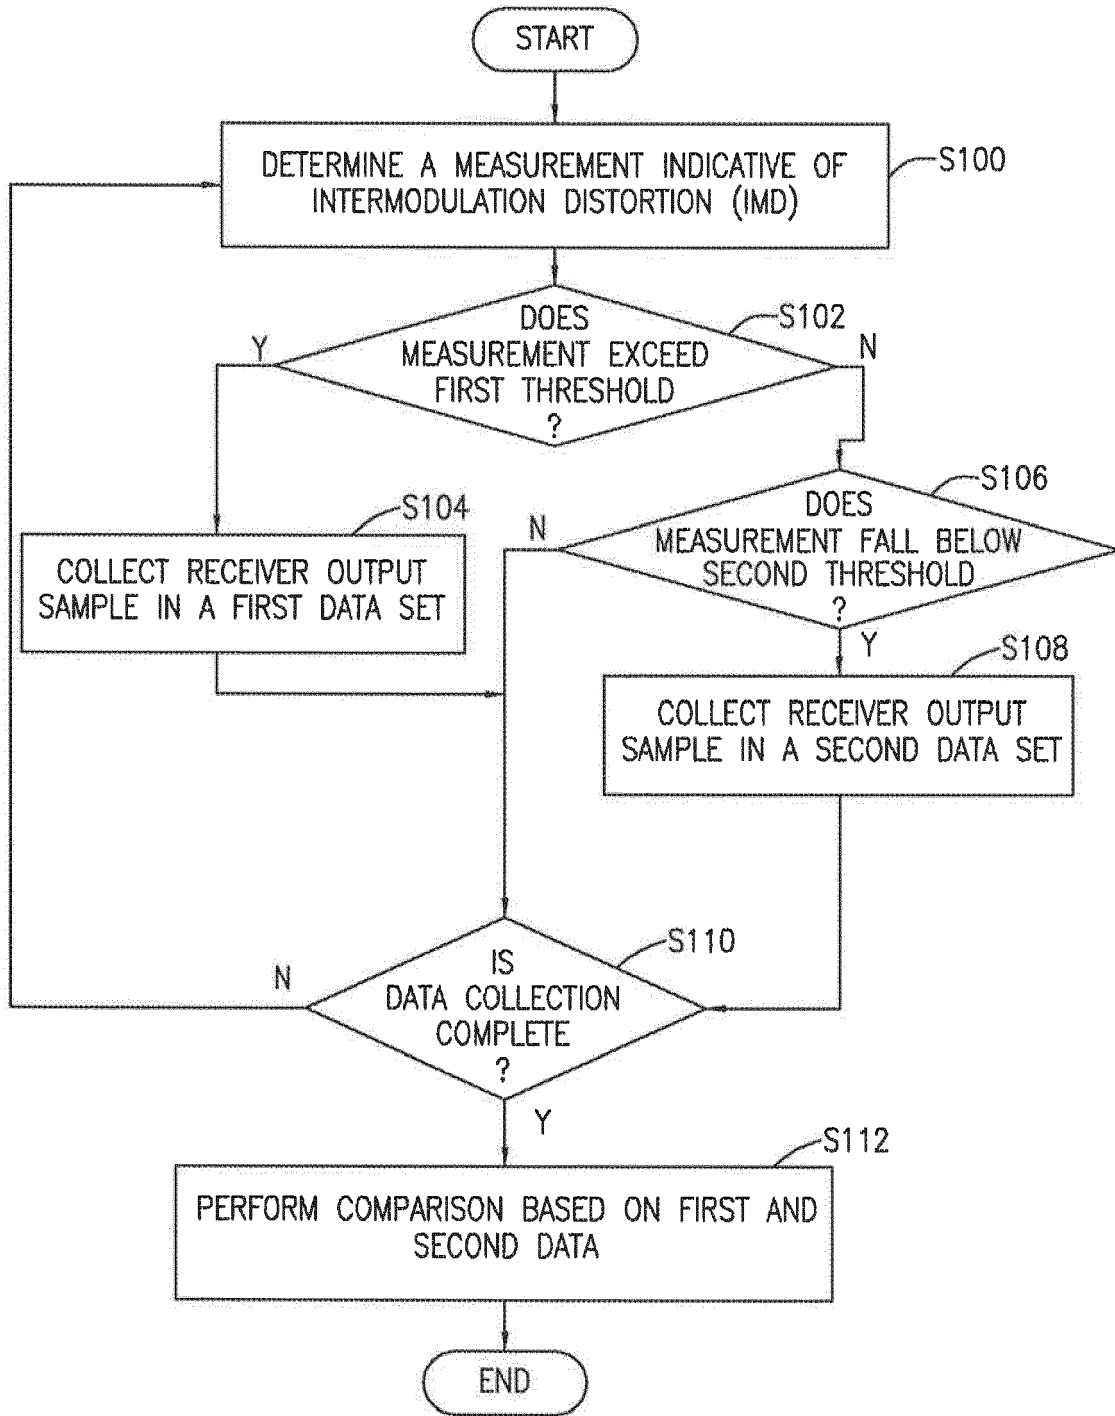 START
DETERMINE A MEASUREMENT INDICATIVE OF
INTERMODULATION DISTORTION (IMD)
S100
DOES
MEASUREMENT EXCEED
FIRST THRESHOLD
?
S102
Y
N
S104
COLLECT RECEIVER OUTPUT
SAMPLE IN A FIRST DATA SET
S106
DOES
MEASUREMENT FALL BELOW
SECOND THRESHOLD
?
N
Y
S108
COLLECT RECEIVER OUTPUT
SAMPLE IN A SECOND DATA SET
S110
IS
DATA COLLECTION
COMPLETE
?
N
Y
S112
PERFORM COMPARISON BASED ON FIRST AND
SECOND DATA
END